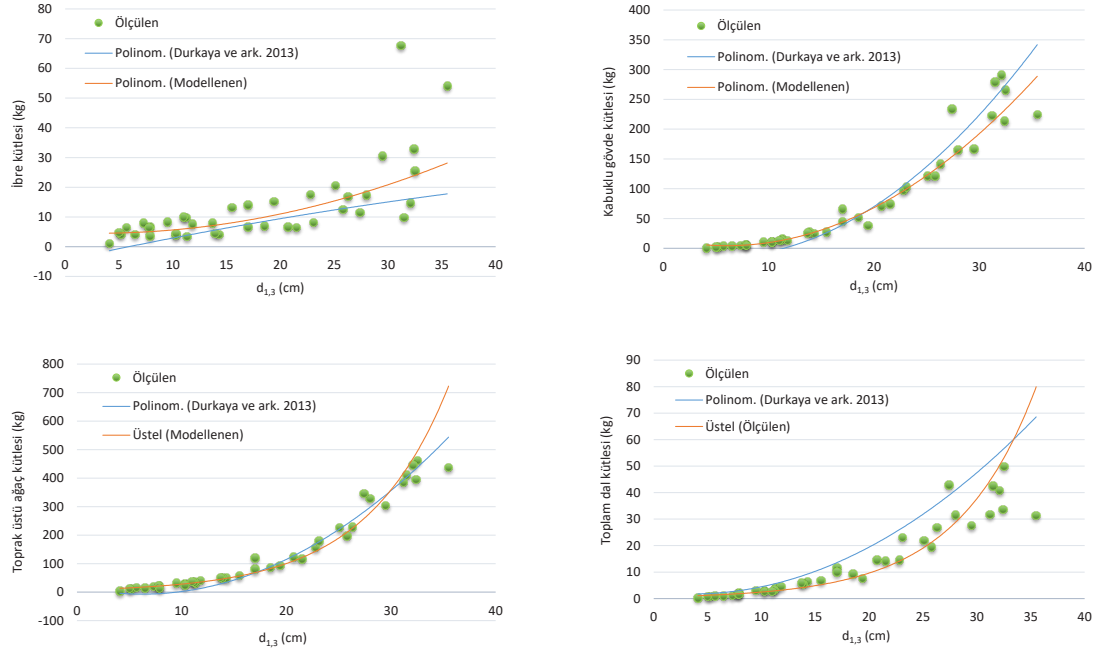 80
70
60
50
40
30
20
10
0
-10
İbre kütlesi (kg)
Ölçülen
Polinom. (Durkaya ve ark. 2013)
Polinom. (Modellenen)
0 5 10 15 20 25 30 35 40
d1,3 (cm)
400
350
300
250
200
150
100
50
0
Kabuklu gövde kütlesi (kg)
Ölçülen
Polinom. (Durkaya ve ark. 2013)
Polinom. (Modellenen)
0 10 20 30 40
d1,3 (cm)
800
700
600
500
400
300
200
100
0
-100
Toprak üstü ağaç kütlesi (kg)
Ölçülen
Polinom. (Durkaya ve ark. 2013)
Üstel (Modellenen)
0 10 20 30 40
d1,3 (cm)
90
80
70
60
50
40
30
20
10
0
Toplam dal kütlesi (kg)
Ölçülen
Polinom. (Durkaya ve ark. 2013)
Üstel (Ölçülen)
0 5 10 15 20 25 30 35 40
d1,3 (cm)